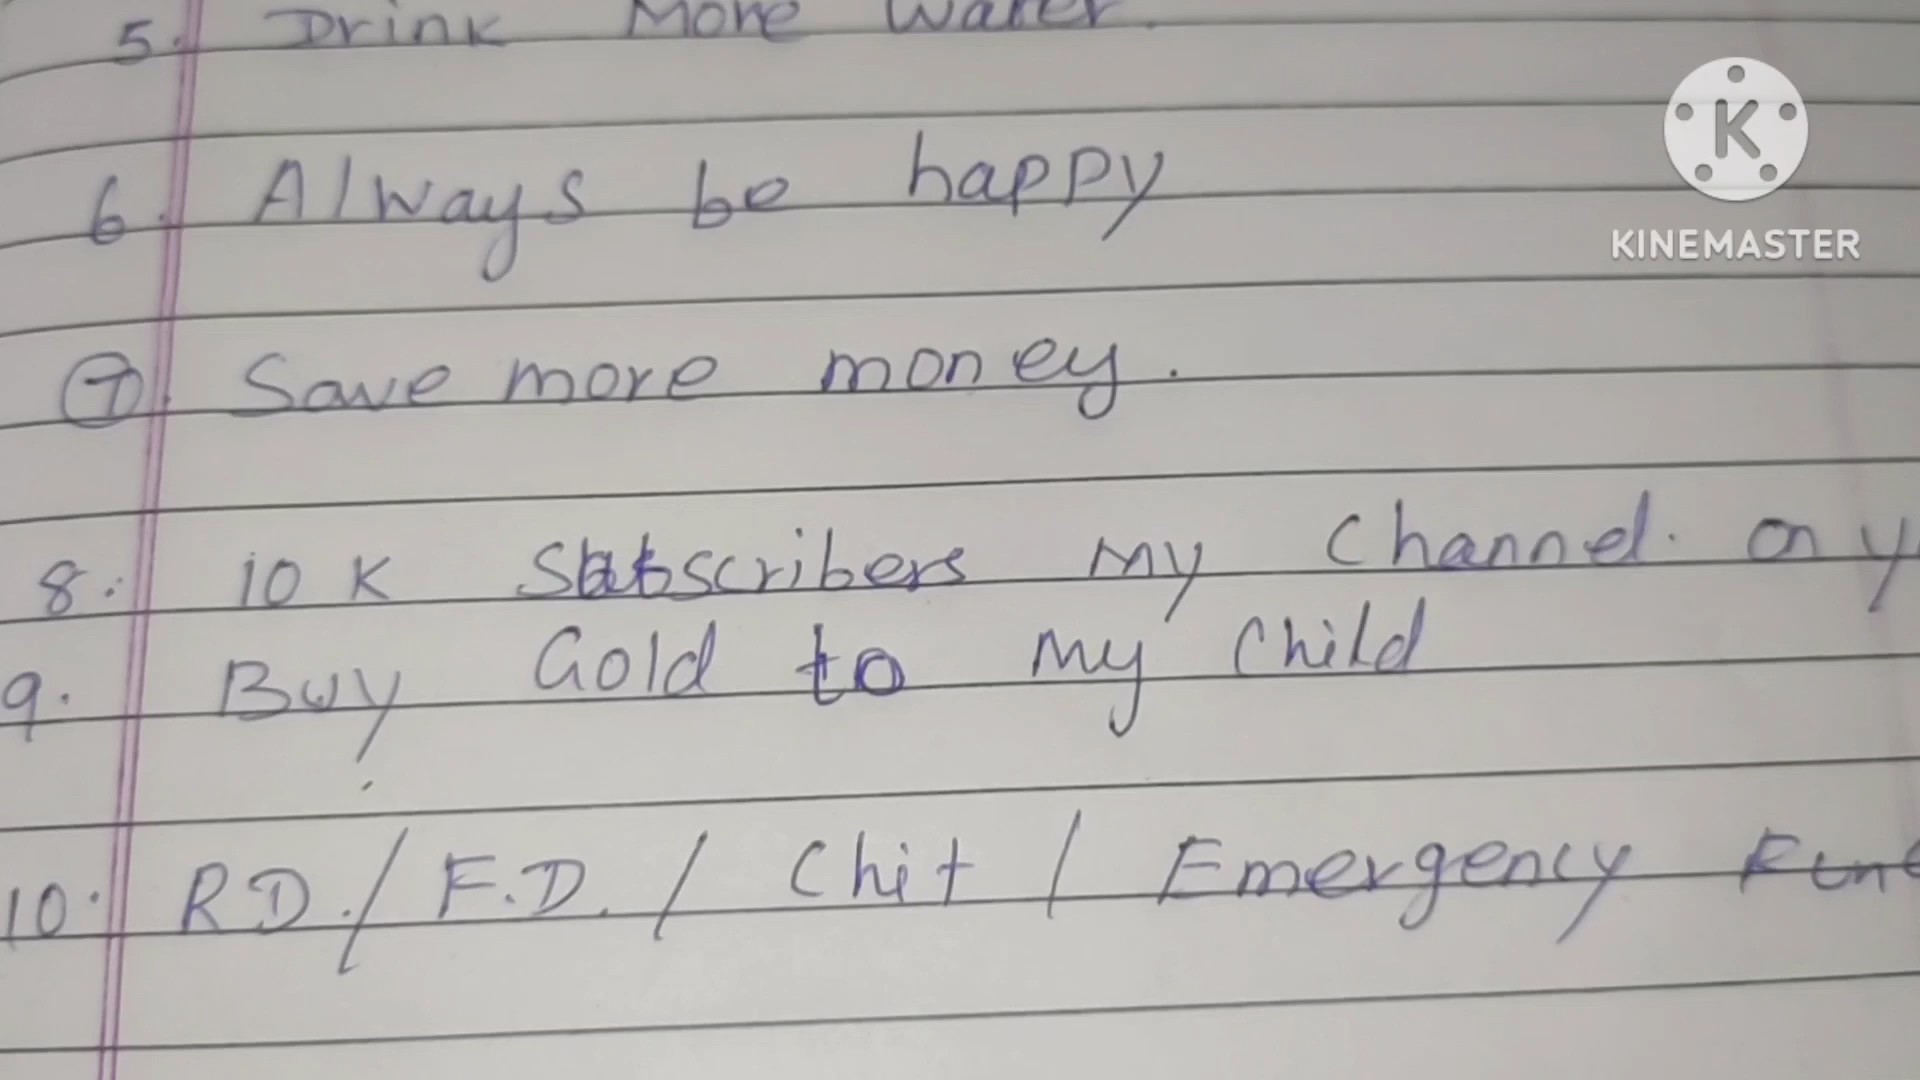 5. Drink More Water.
6. Always be happy
7. Save more money.
8. 10 K Subscribers my channel. on y
9. Buy Gold to my child
10. R.D./F.D./ Chit / Emergency Fund
K
KINEMASTER